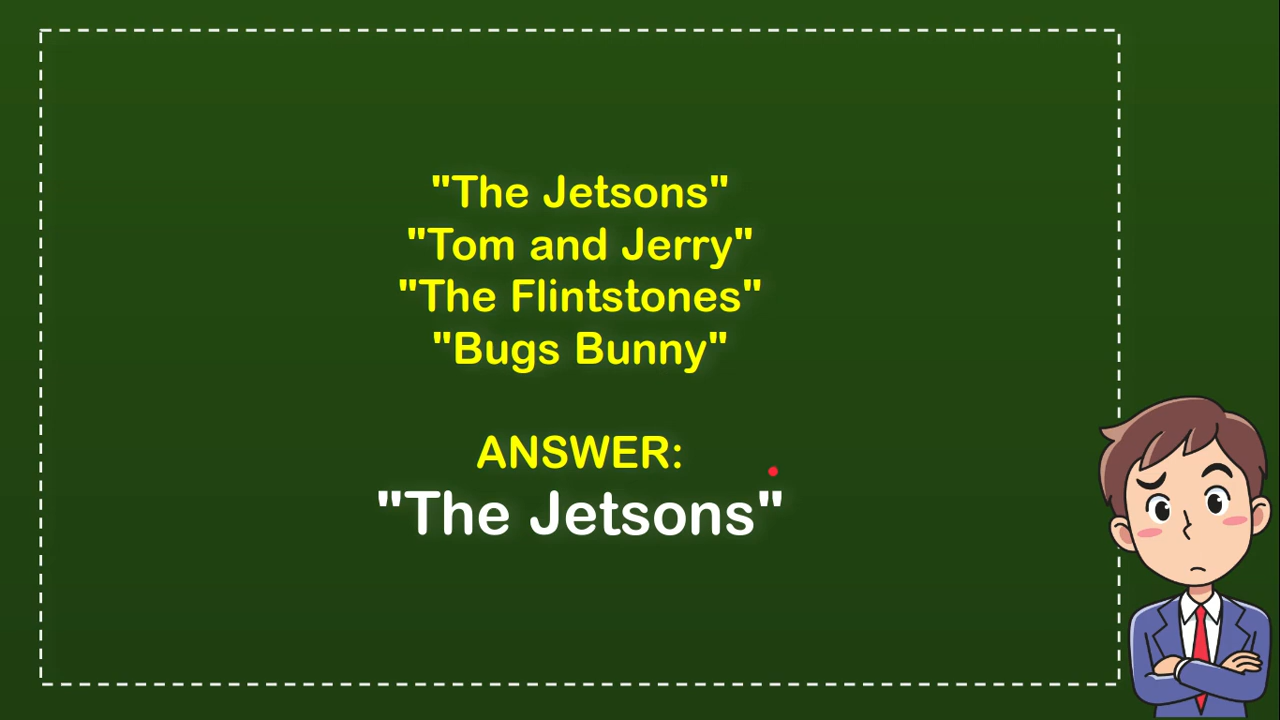 "The Jetsons"
"Tom and Jerry"
"The Flintstones"
"Bugs Bunny"
ANSWER:
"The Jetsons"